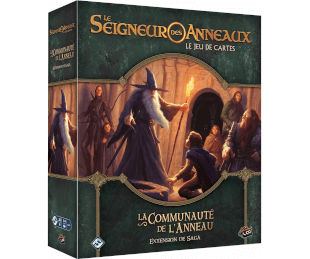 LE
SEIGNEUR DES ANNEAUX
LE JEU DE CARTES
LA COMMUNAUTÉ
DE L'ANNEAU
EXTENSION DE SAGA